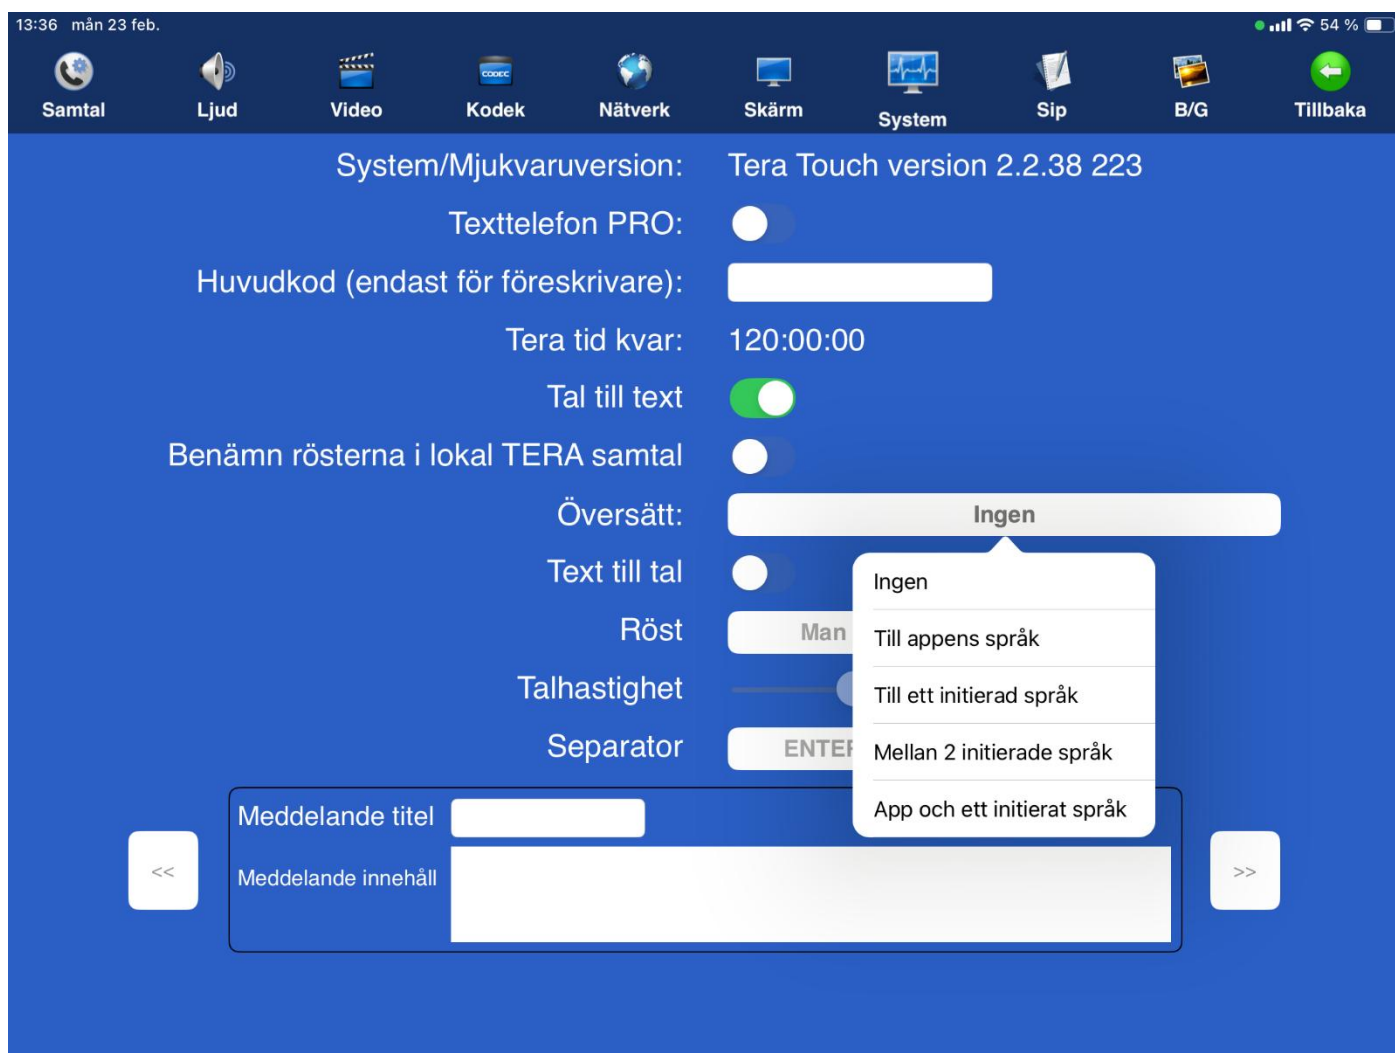 13:36 mån 23 feb. 54 %
CODEC
Samtal Ljud Video Kodek Nätverk Skärm System Sip B/G Tillbaka
System/Mjukvaruversion: Tera Touch version 2.2.38 223
Texttelefon PRO:
Huvudkod (endast för föreskrivare):
Tera tid kvar: 120:00:00
Tal till text
Benämn rösterna i lokal TERA samtal
Översätt: Ingen
Text till tal
Ingen
Röst Man
Till appens språk
Talhastighet
Till ett initierad språk
Separator ENTER
Mellan 2 initierade språk
App och ett initierat språk
Meddelande titel
<< Meddelande innehåll >>